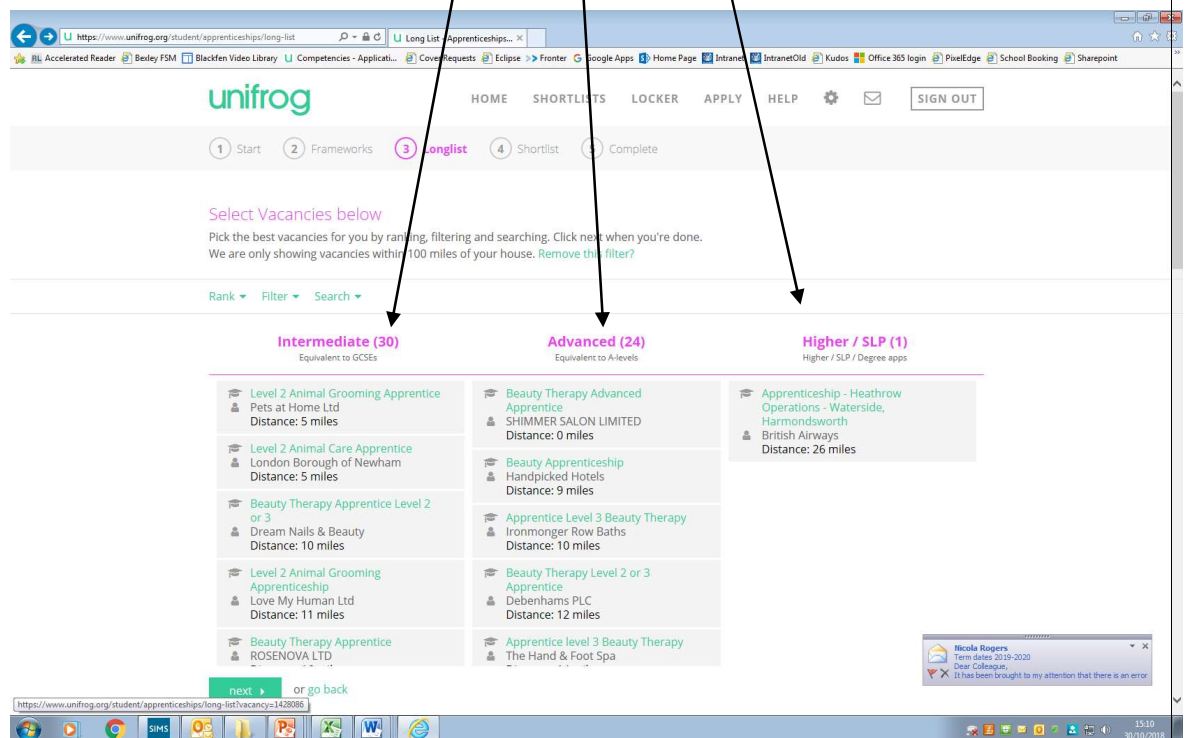 https://www.unifrog.org/student/apprenticeships/long-list
U Long List - Apprenticeships...
RL Accelerated Reader Bexley FSM Blackfen Video Library U Competencies - Applicati... Cover Requests Eclipse >> Fronter G Google Apps Home Page Intranet IntranetOld Kudos Office 365 login PixelEdge School Booking Sharepoint
unifrog
HOME SHORTLISTS LOCKER APPLY HELP SIGN OUT
1 Start 2 Frameworks 3 Longlist 4 Shortlist 5 Complete
Select Vacancies below
Pick the best vacancies for you by ranking, filtering and searching. Click next when you're done.
We are only showing vacancies within 100 miles of your house. Remove this filter?
Rank Filter Search
Intermediate (30)
Equivalent to GCSEs
Level 2 Animal Grooming Apprentice
Pets at Home Ltd
Distance: 5 miles
Level 2 Animal Care Apprentice
London Borough of Newham
Distance: 5 miles
Beauty Therapy Apprentice Level 2
or 3
Dream Nails & Beauty
Distance: 10 miles
Level 2 Animal Grooming
Apprenticeship
Love My Human Ltd
Distance: 11 miles
Beauty Therapy Apprentice
ROSENOVA LTD
Advanced (24)
Equivalent to A-levels
Beauty Therapy Advanced
Apprentice
SHIMMER SALON LIMITED
Distance: 0 miles
Beauty Apprenticeship
Handpicked Hotels
Distance: 9 miles
Apprentice Level 3 Beauty Therapy
Ironmonger Row Baths
Distance: 10 miles
Beauty Therapy Level 2 or 3
Apprentice
Debenhams PLC
Distance: 12 miles
Apprentice level 3 Beauty Therapy
The Hand & Foot Spa
Higher / SLP (1)
Higher / SLP / Degree apps
Apprenticeship - Heathrow
Operations - Waterside,
Harmondsworth
British Airways
Distance: 26 miles
next or go back
Nicola Rogers
Term dates 2019-2020
Dear Colleague,
It has been brought to my attention that there is an error
https://www.unifrog.org/student/apprenticeships/long-list?vacancy=1428086
SIMS
15:10
30/10/2018